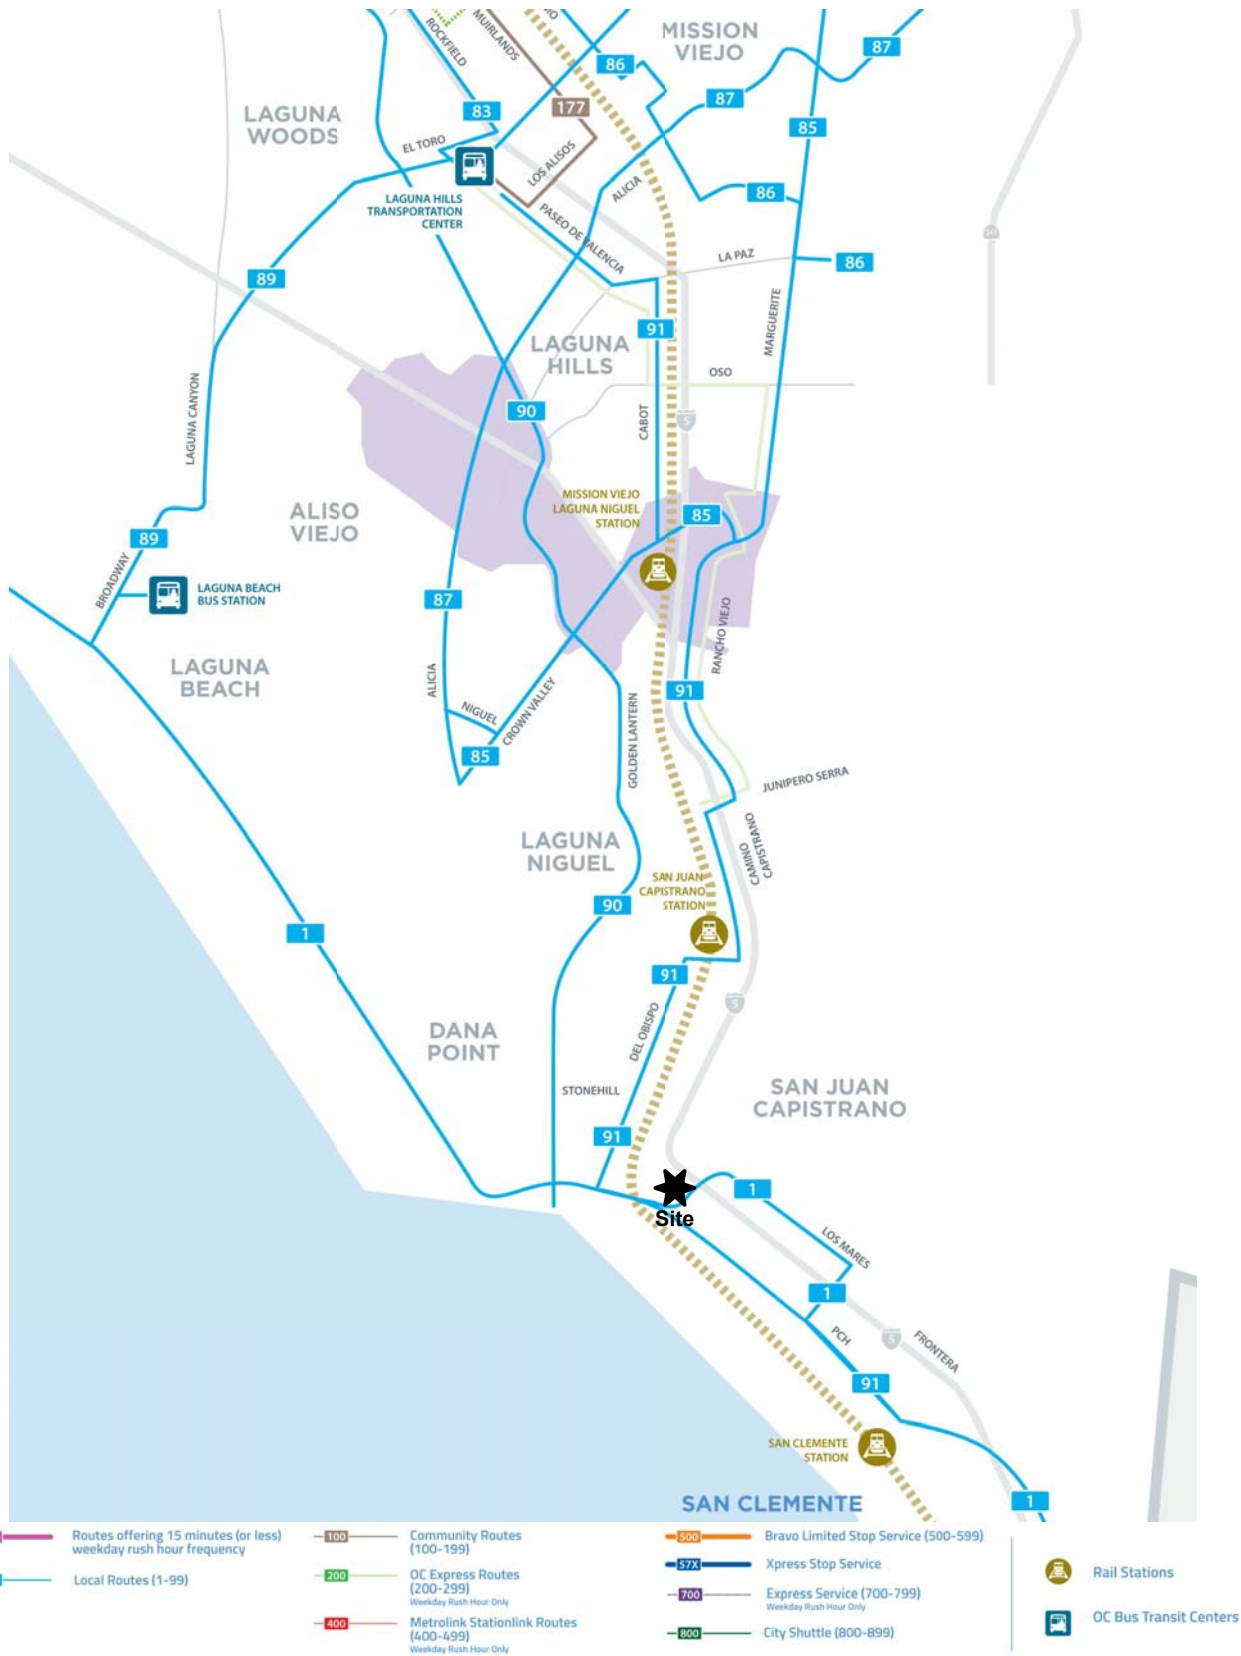 MISSION
VIEJO
ROCKFIELD
MUIRLANDS
86
87
87
LAGUNA
WOODS
83
177
85
EL TORO
LOS ALISOS
ALICIA
86
LAGUNA HILLS
TRANSPORTATION
CENTER
PASEO DE VALENCIA
LA PAZ
86
89
MARGUERITE
91
LAGUNA
HILLS
OSO
LAGUNA CANYON
90
CABOT
5
MISSION VIEJO
LAGUNA NIGUEL
STATION
85
ALISO
VIEJO
89
BROADWAY
LAGUNA BEACH
BUS STATION
87
RANCHO VIEJO
LAGUNA
BEACH
ALICIA
NIGUEL
CROWN VALLEY
91
GOLDEN LANTERN
85
JUNIPERO SERRA
LAGUNA
NIGUEL
CAMINO
CAPISTRANO
SAN JUAN
CAPISTRANO
STATION
90
1
91
5
DEL OBISPO
DANA
POINT
STONEHILL
SAN JUAN
CAPISTRANO
91
1
Site
LOS MARES
1
PCH
5
FRONTERA
91
SAN CLEMENTE
STATION
1
SAN CLEMENTE
Routes offering 15 minutes (or less)
weekday rush hour frequency
Local Routes (1-99)
100
Community Routes
(100-199)
200
OC Express Routes
(200-299)
Weekday Rush Hour Only
400
Metrolink Stationlink Routes
(400-499)
Weekday Rush Hour Only
500
Bravo Limited Stop Service (500-599)
57X
Xpress Stop Service
700
Express Service (700-799)
Weekday Rush Hour Only
800
City Shuttle (800-899)
Rail Stations
OC Bus Transit Centers